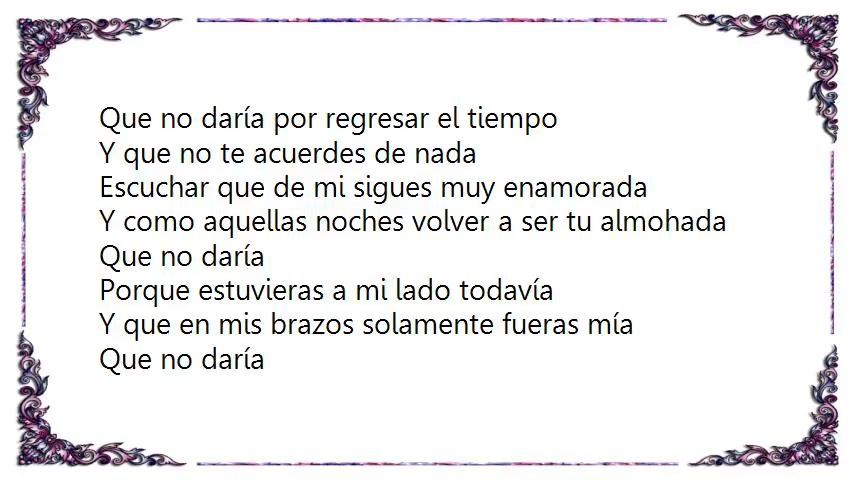 Que no daría por regresar el tiempo
Y que no te acuerdes de nada
Escuchar que de mi sigues muy enamorada
Y como aquellas noches volver a ser tu almohada
Que no daría
Porque estuvieras a mi lado todavía
Y que en mis brazos solamente fueras mía
Que no daría